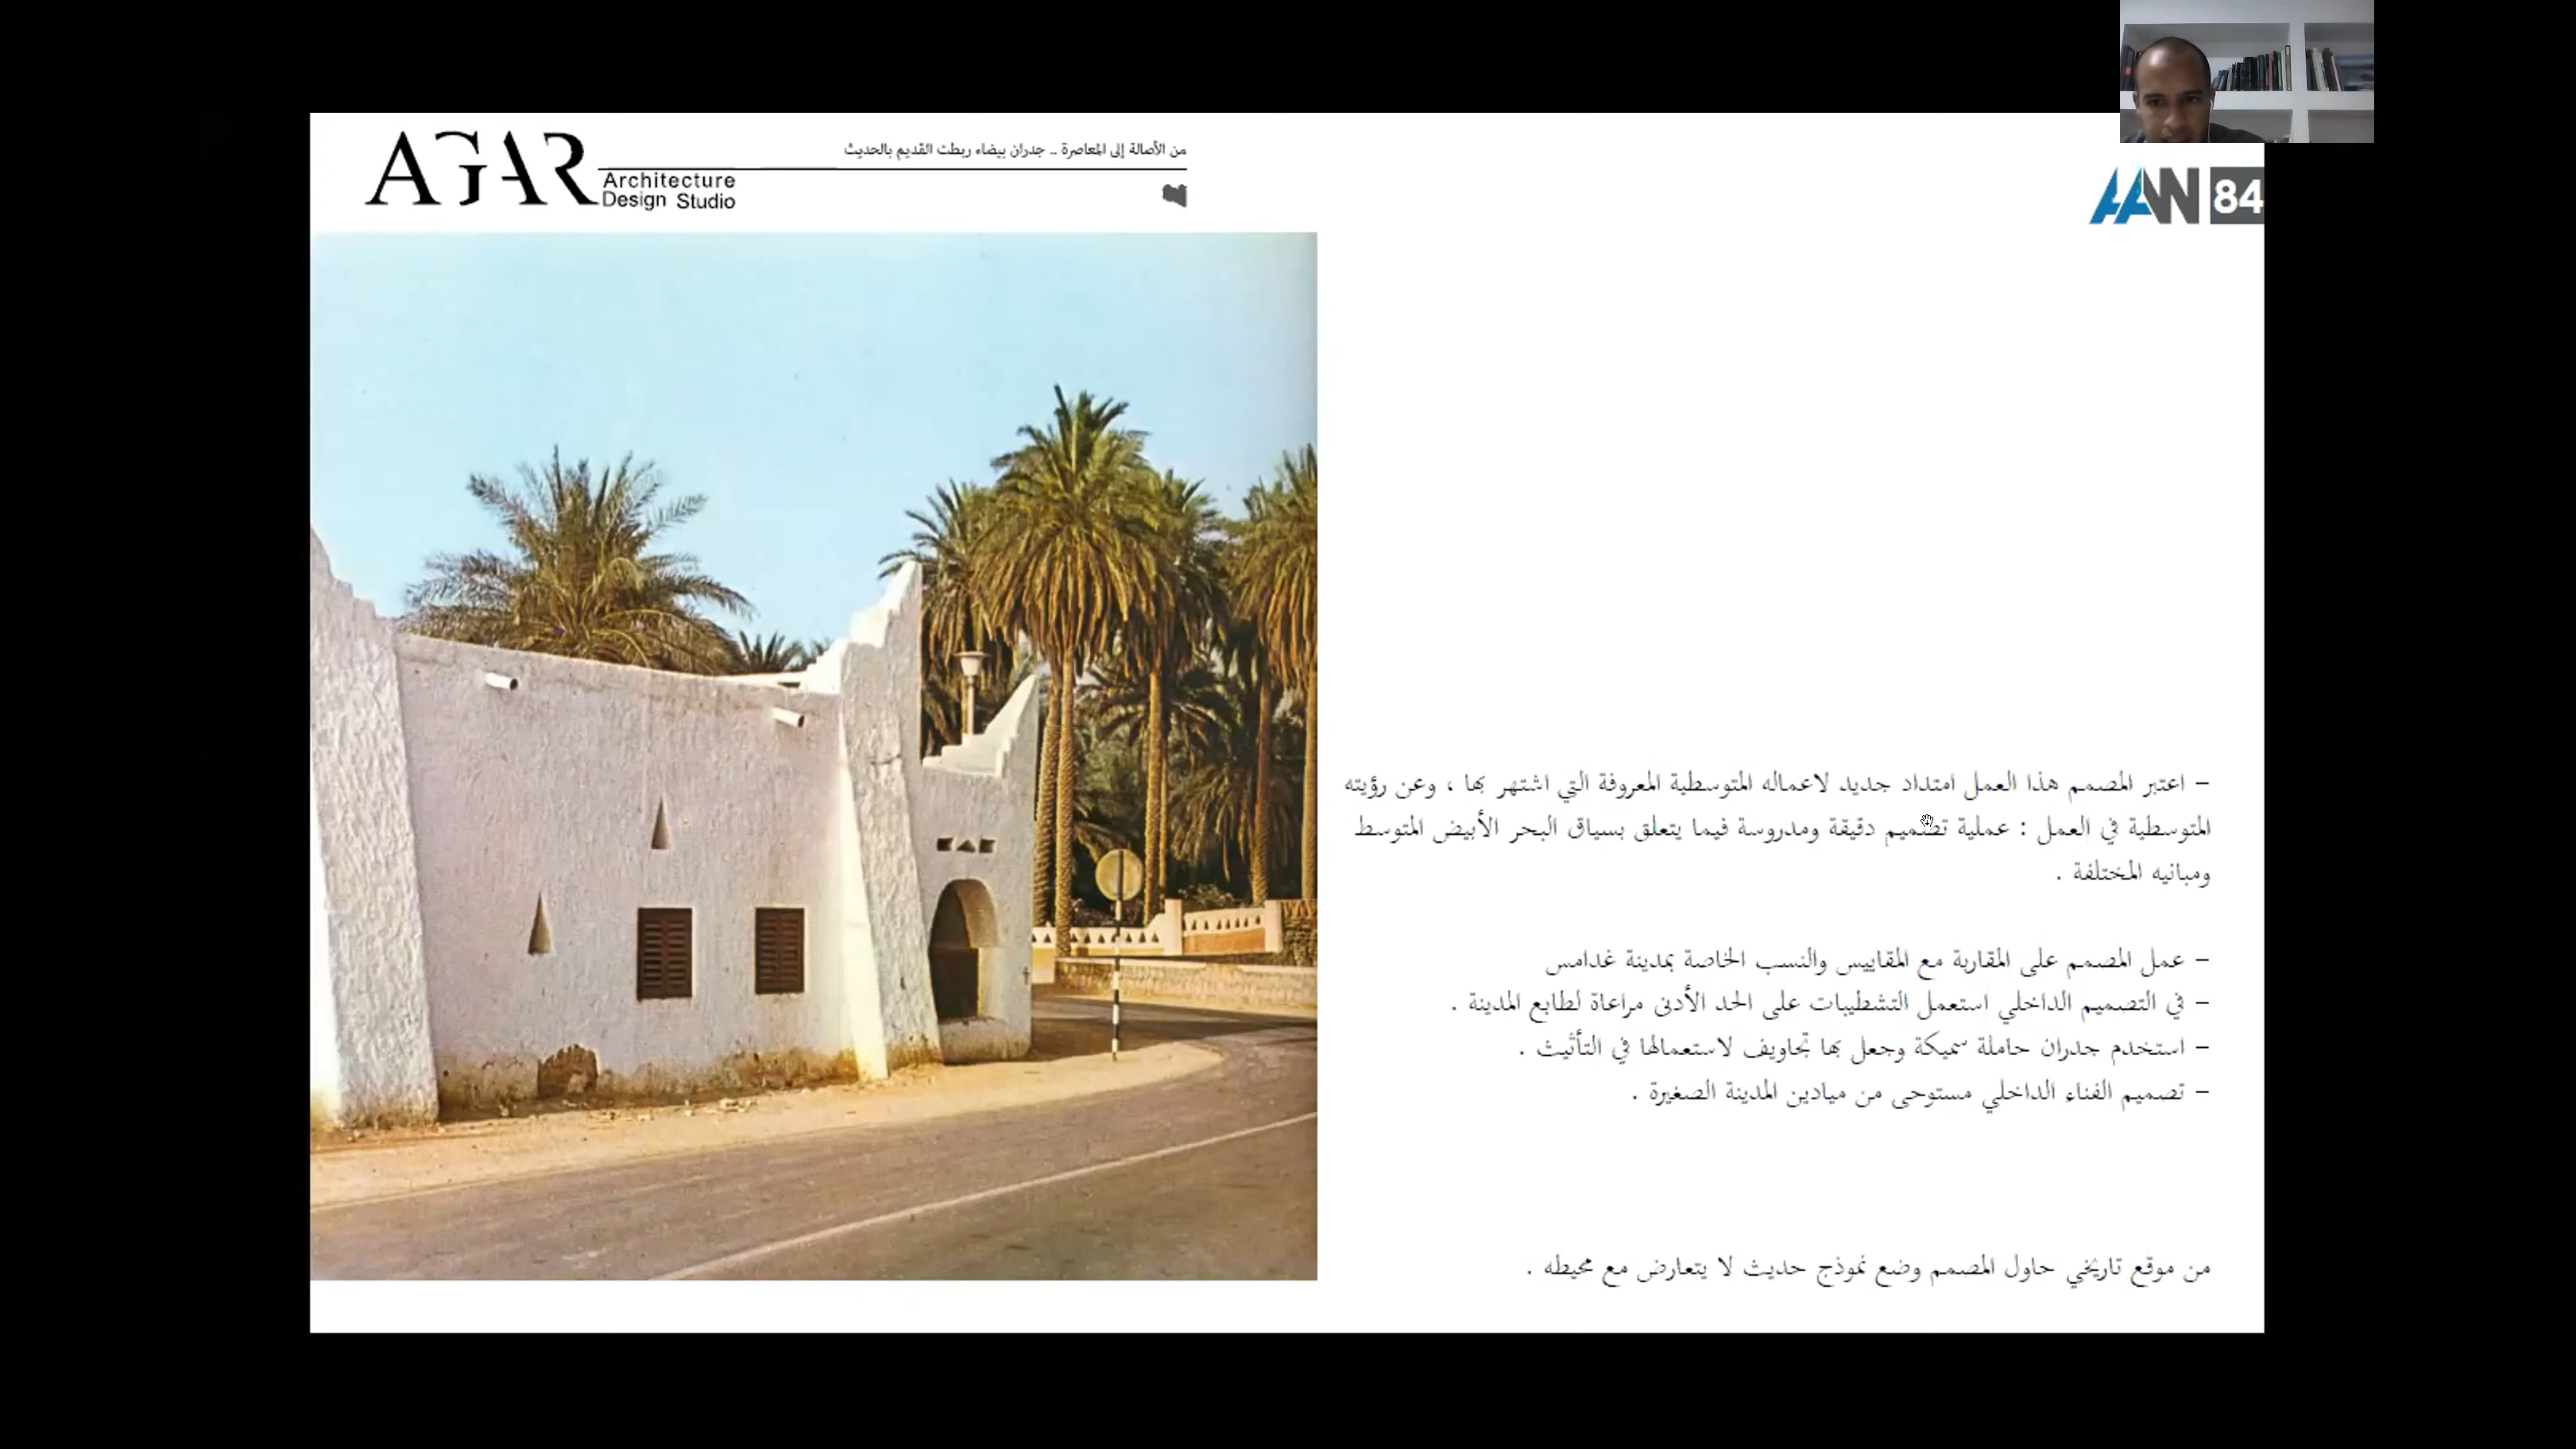 AGAR
Architecture
Design Studio
من الأصالة إلى المعاصرة .. جدران بيضاء ربطت القديم بالحديث
AAN 84
– اعتبر المصمم هذا العمل امتداد جديد لاعماله المتوسطية المعروفة التي اشتهر بها ، وعن رؤيته
المتوسطية في العمل : عملية تصميم دقيقة ومدروسة فيما يتعلق بسياق البحر الأبيض المتوسط
ومبانيه المختلفة .
– عمل المصمم على المقاربة مع المقاييس والنسب الخاصة بمدينة غدامس
– في التصميم الداخلي استعمل التشطيبات على الحد الأدنى مراعاة لطابع المدينة .
– استخدم جدران حاملة سميكة وجعل بها تجاويف لاستعمالها في التأثيث .
– تصميم الفناء الداخلي مستوحى من ميادين المدينة الصغيرة .
من موقع تاريخي حاول المصمم وضع نموذج حديث لا يتعارض مع محيطه .